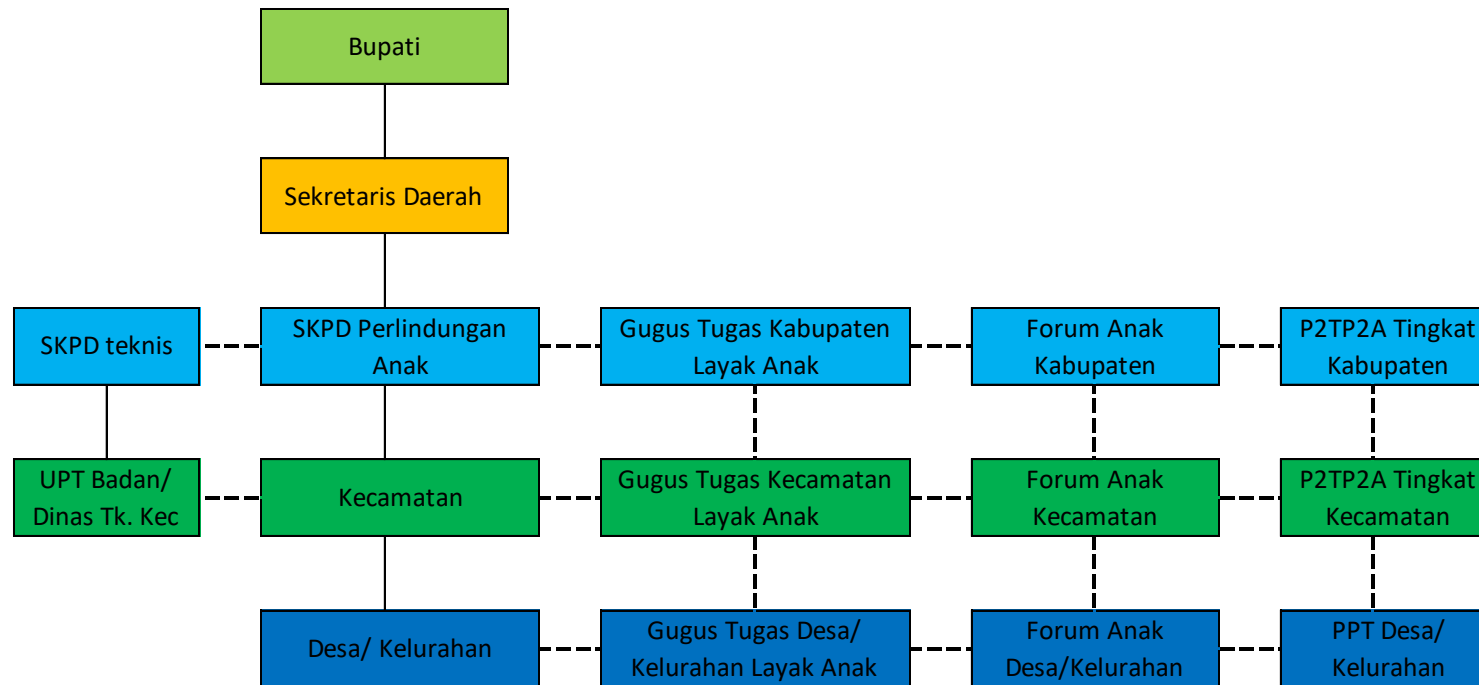 Bupati
Sekretaris Daerah
SKPD teknis
SKPD Perlindungan
Anak
Gugus Tugas Kabupaten
Layak Anak
Forum Anak
Kabupaten
P2TP2A Tingkat
Kabupaten
UPT Badan/
Dinas Tk. Kec
Kecamatan
Gugus Tugas Kecamatan
Layak Anak
Forum Anak
Kecamatan
P2TP2A Tingkat
Kecamatan
Desa/ Kelurahan
Gugus Tugas Desa/
Kelurahan Layak Anak
Forum Anak
Desa/Kelurahan
PPT Desa/
Kelurahan